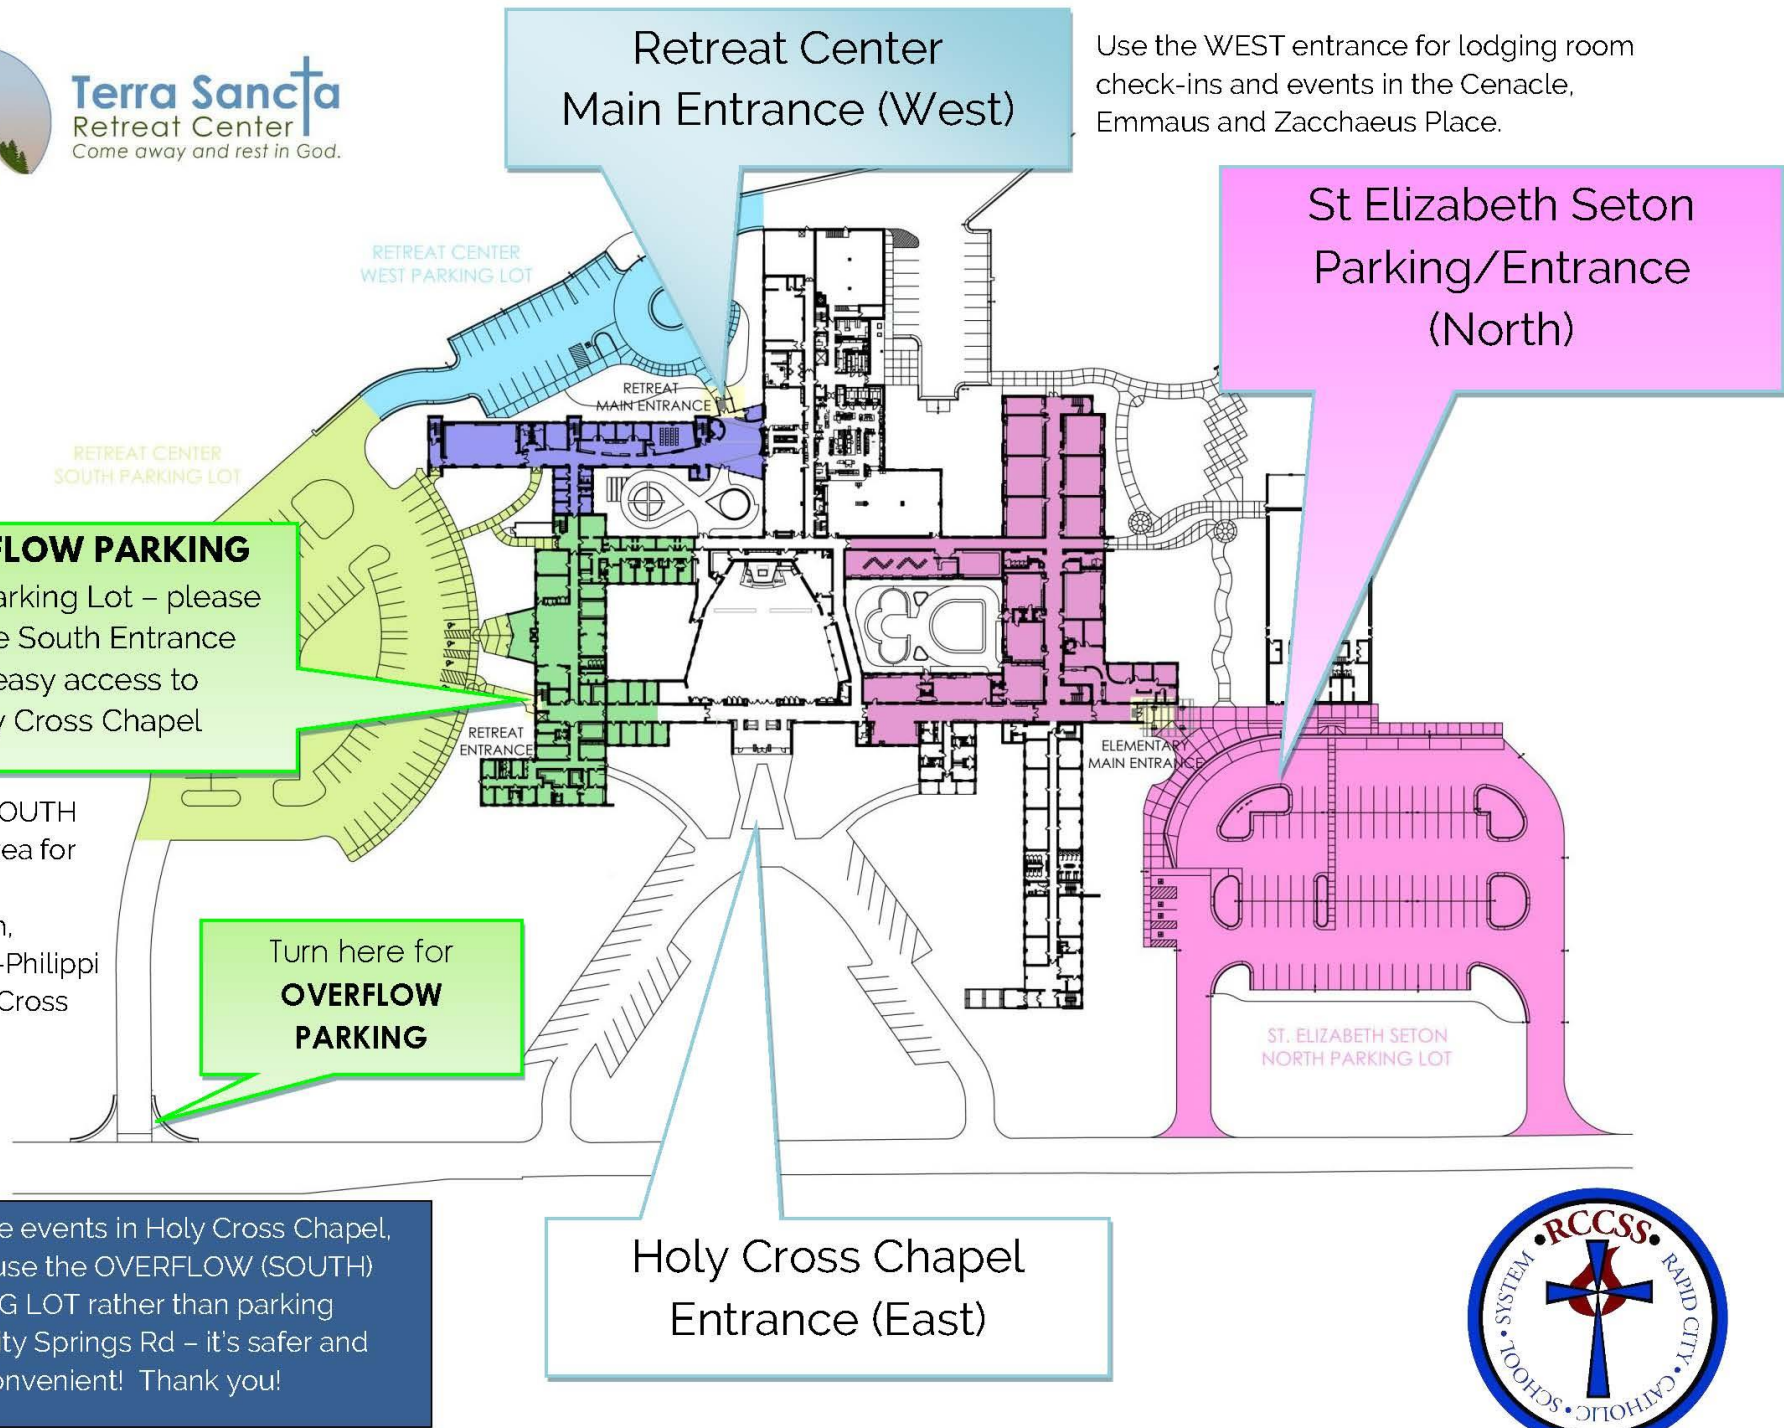 Terra Sancta
Retreat Center
Come away and rest in God.
Retreat Center
Main Entrance (West)
Use the WEST entrance for lodging room
check-ins and events in the Cenacle,
Emmaus and Zacchaeus Place.
St Elizabeth Seton
Parking/Entrance
(North)
RETREAT CENTER
WEST PARKING LOT
RETREAT
MAIN ENTRANCE
RETREAT CENTER
SOUTH PARKING LOT
FLOW PARKING
arking Lot – please
e South Entrance
easy access to
y Cross Chapel
RETREAT
ENTRANCE
ELEMENTARY
MAIN ENTRANCE
OUTH
ea for
n,
-Philippi
Cross
Turn here for
OVERFLOW
PARKING
ST. ELIZABETH SETON
NORTH PARKING LOT
e events in Holy Cross Chapel,
use the OVERFLOW (SOUTH)
G LOT rather than parking
ity Springs Rd – it's safer and
onvenient! Thank you!
Holy Cross Chapel
Entrance (East)
•RCCSS•
RAPID CITY • CATHOLIC • SCHOOL • SYSTEM